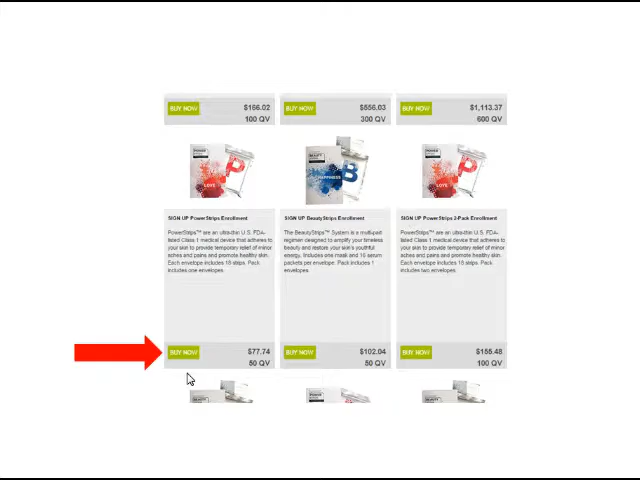 BUY NOW $166.02 BUY NOW $556.03 BUY NOW $1,113.37
100 QV 300 QV 600 QV
LOVE P HAPPINESS B LOVE P
SIGN UP PowerStrips Enrollment
PowerStrips™ are an ultra-thin U.S. FDA-
listed Class 1 medical device that adheres to
your skin to provide temporary relief of minor
aches and pains and promote healthy skin.
Each envelope includes 15 strips. Pack
includes one envelopes.
BUY NOW $77.74
50 QV
SIGN UP BeautyStrips Enrollment
The BeautyStrips™ System is a multi-part
regimen designed to amplify your timeless
beauty and restore your skin's youthful
energy. Includes one mask and 16 serum
packets per envelope. Pack includes 1
envelopes.
BUY NOW $102.04
50 QV
SIGN UP PowerStrips 2-Pack Enrollment
PowerStrips™ are an ultra-thin U.S. FDA-
listed Class 1 medical device that adheres to
your skin to provide temporary relief of minor
aches and pains and promote healthy skin.
Each envelope includes 15 strips. Pack
includes two envelopes.
BUY NOW $155.48
100 QV